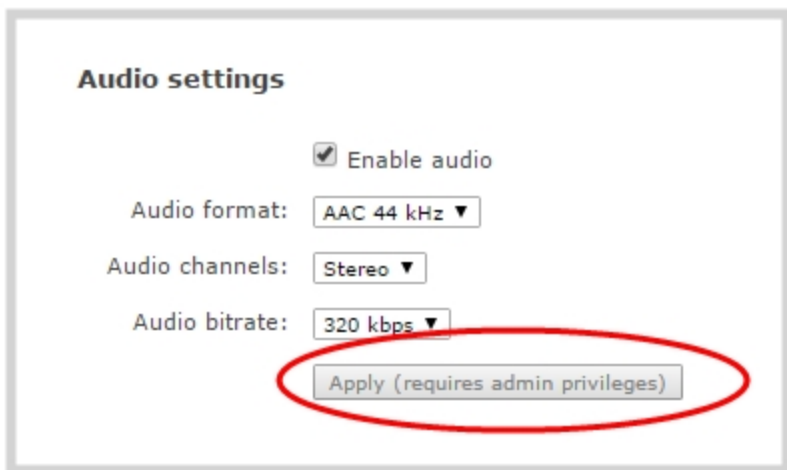 Audio settings
Enable audio
Audio format: AAC 44 kHz
Audio channels: Stereo
Audio bitrate: 320 kbps
Apply (requires admin privileges)